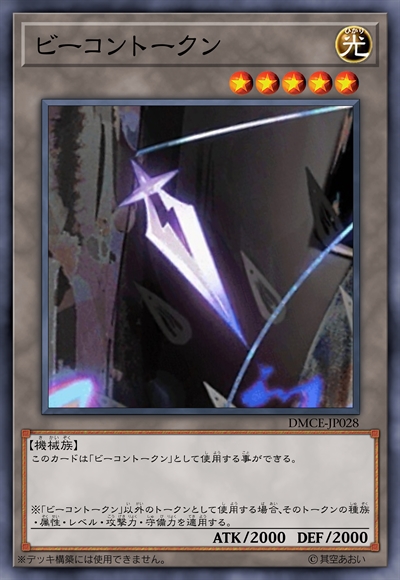 ビーコントークン
光
DMCE-JP028
【機械族】
このカードは「ビーコントークン」として使用する事ができる。
※「ビーコントークン」以外のトークンとして使用する場合、そのトークンの種族
・属性・レベル・攻撃力・守備力を適用する。
ATK/2000 DEF/2000
※デッキ構築には使用できません。
©其空あおい